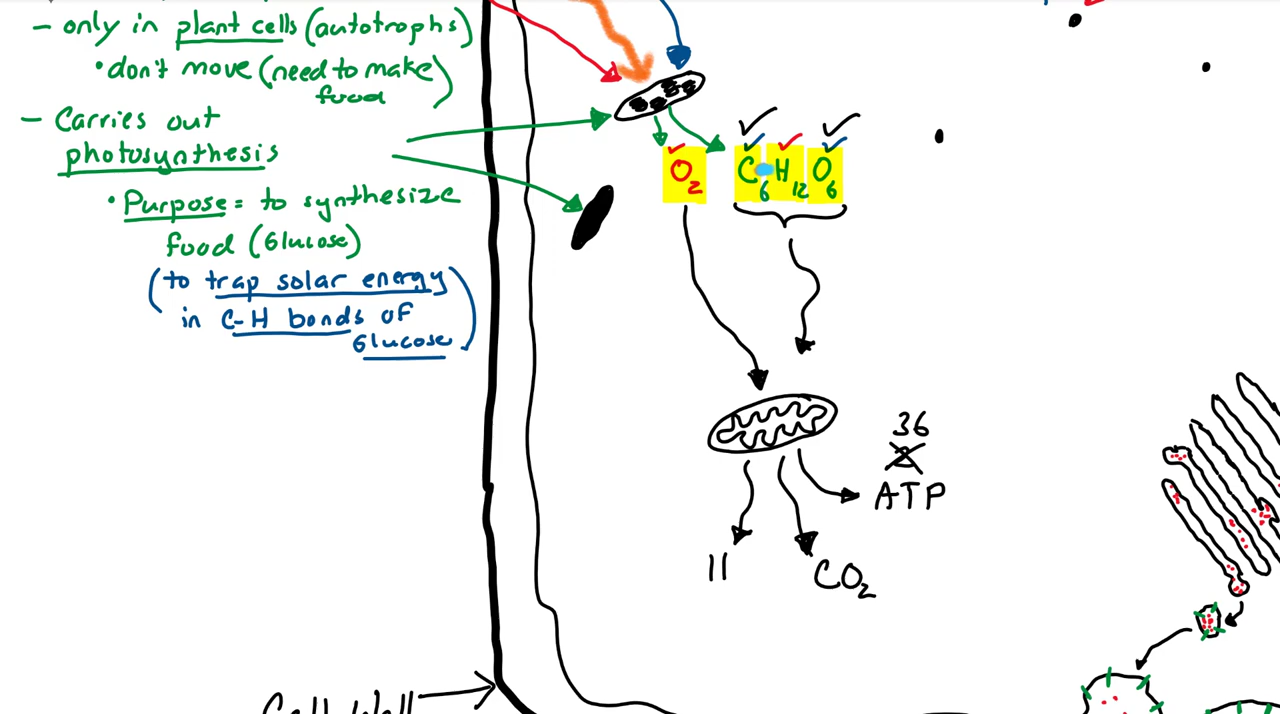 - only in plant cells (autotrophs)
• don't move (need to make food)
- Carries out
photosynthesis
• Purpose = to synthesize
food (Glucose)
(to trap solar energy
in C-H bonds of
Glucose)
O2
C6H12O6
36
ATP
CO2
Cell Wall